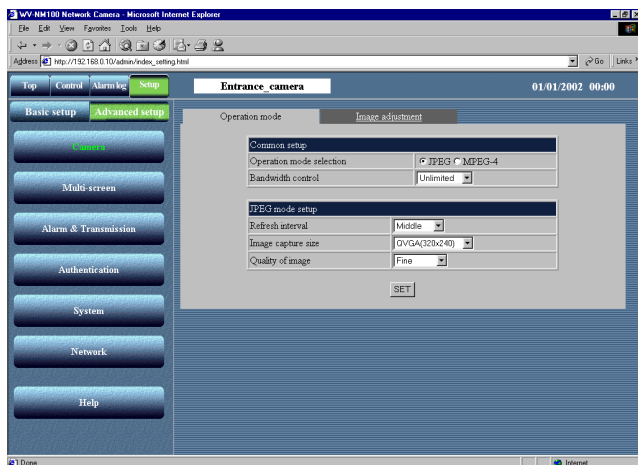 WV-NM100 Network Camera - Microsoft Internet Explorer
File Edit View Favorites Tools Help
Address http://192.168.0.10/admin/index_setting.html Go Links
Top Control Alarm log Setup Entrance_camera 01/01/2002 00:00
Basic setup Advanced setup
Operation mode Image adjustment
Camera
Common setup
Operation mode selection JPEG MPEG-4
Bandwidth control Unlimited
Multi-screen
JPEG mode setup
Refresh interval Middle
Alarm & Transmission
Image capture size QVGA(320x240)
Quality of image Fine
Authentication
SET
System
Network
Help
Done Internet